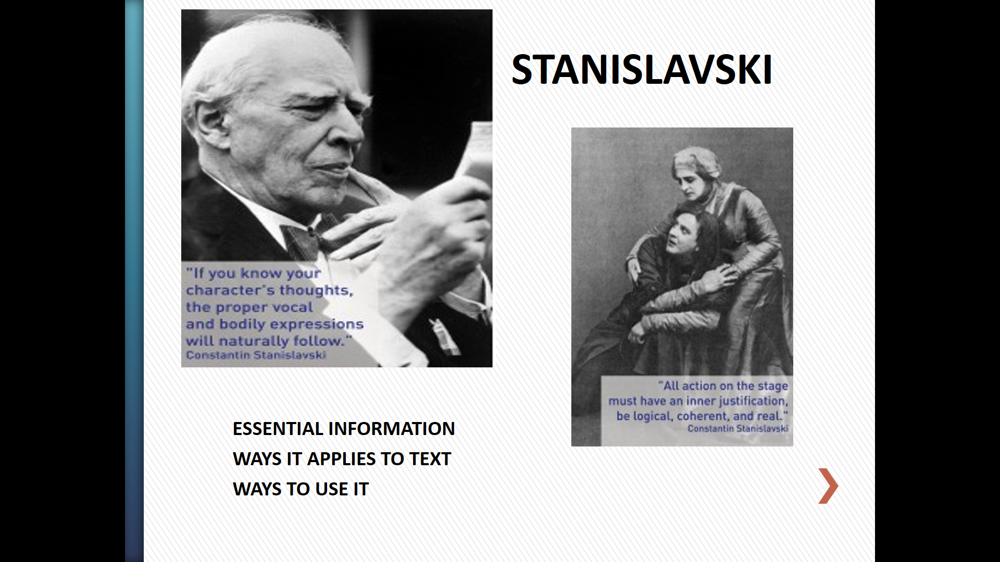 STANISLAVSKI
"If you know your
character's thoughts,
the proper vocal
and bodily expressions
will naturally follow."
Constantin Stanislavski
"All action on the stage
must have an inner justification,
be logical, coherent, and real."
Constantin Stanislavski
ESSENTIAL INFORMATION
WAYS IT APPLIES TO TEXT
WAYS TO USE IT